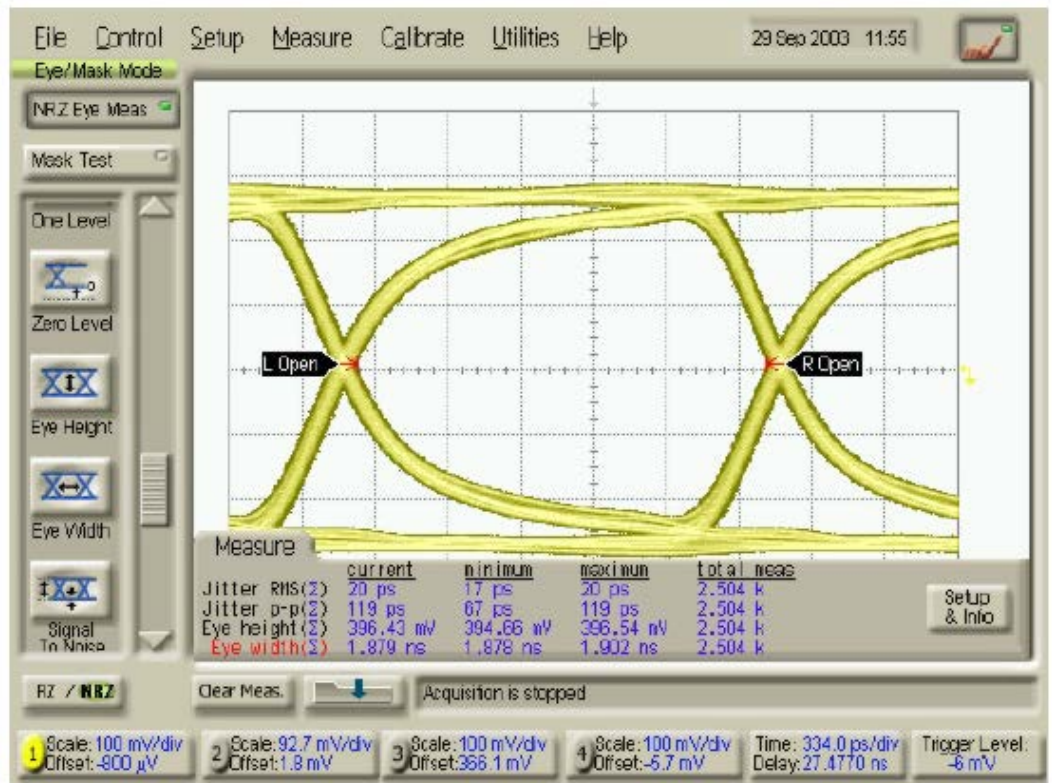 File Control Setup Measure Calibrate Utilities Help 29 Sep 2003 11:55
Eye/Mask Mode
NRZ Eye Meas
Mask Test
One Level
Zero Level
Eye Height
Eye Width
Signal
To Noise
L Open
R Open
Measure
current minimum maximum total meas
Jitter RMS(Σ) 20 ps 17 ps 20 ps 2.504 k
Jitter p-p(Σ) 119 ps 67 ps 119 ps 2.504 k
Eye height(Σ) 396.43 mV 394.66 mV 396.54 mV 2.504 k
Eye width(Σ) 1.879 ns 1.878 ns 1.902 ns 2.504 k
Setup
& Info
RZ / NRZ
Clear Meas.
Acquisition is stopped
1 Scale: 100 mV/div
Offset: -800 μV
2 Scale: 92.7 mV/div
Offset: 1.8 mV
3 Scale: 100 mV/div
Offset: 366.1 mV
4 Scale: 100 mV/div
Offset: -5.7 mV
Time: 334.0 ps/div
Delay: 27.4770 ns
Trigger Level:
-6 mV